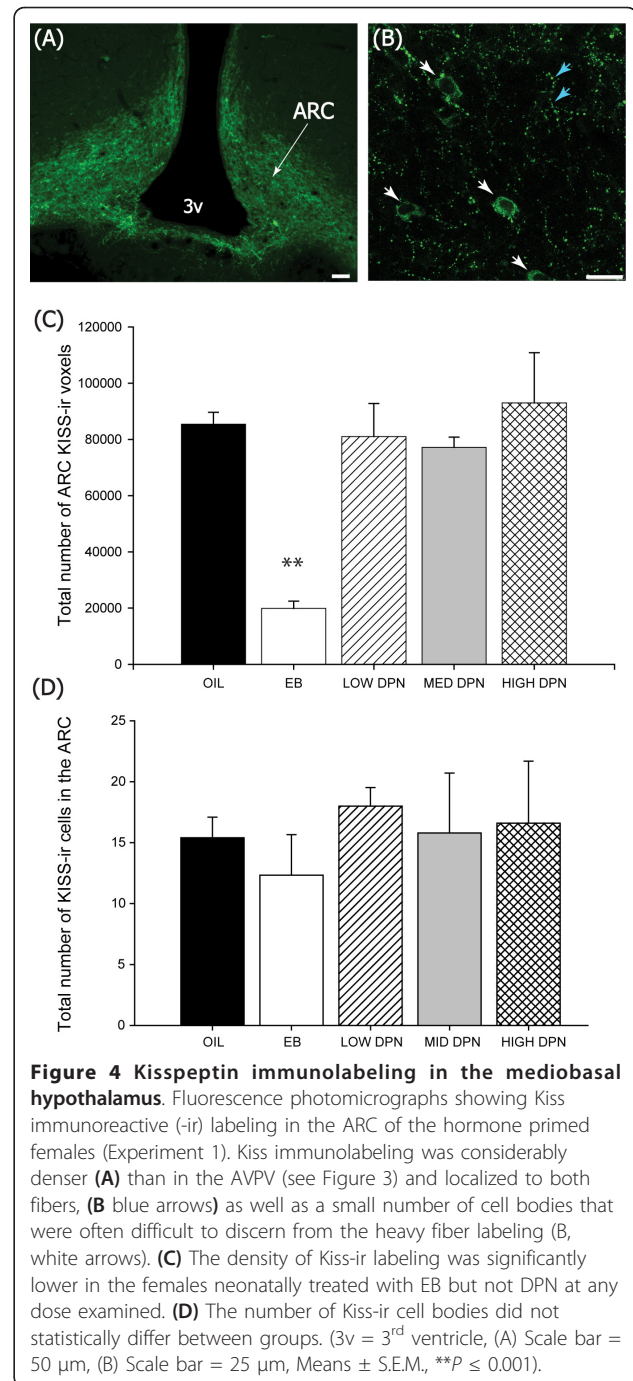 (A)
ARC
3v
(B)
(C)
Total number of ARC KISS-ir voxels
120000
100000
80000
60000
40000
20000
0
**
OIL EB LOW DPN MED DPN HIGH DPN
(D)
Total number of KISS-ir cells in the ARC
25
20
15
10
5
0
OIL EB LOW DPN MID DPN HIGH DPN
Figure 4 Kisspeptin immunolabeling in the mediobasal
hypothalamus. Fluorescence photomicrographs showing Kiss
immunoreactive (-ir) labeling in the ARC of the hormone primed
females (Experiment 1). Kiss immunolabeling was considerably
denser (A) than in the AVPV (see Figure 3) and localized to both
fibers, (B blue arrows) as well as a small number of cell bodies that
were often difficult to discern from the heavy fiber labeling (B,
white arrows). (C) The density of Kiss-ir labeling was significantly
lower in the females neonatally treated with EB but not DPN at any
dose examined. (D) The number of Kiss-ir cell bodies did not
statistically differ between groups. (3v = 3rd ventricle, (A) Scale bar =
50 μm, (B) Scale bar = 25 μm, Means ± S.E.M., **P ≤ 0.001).